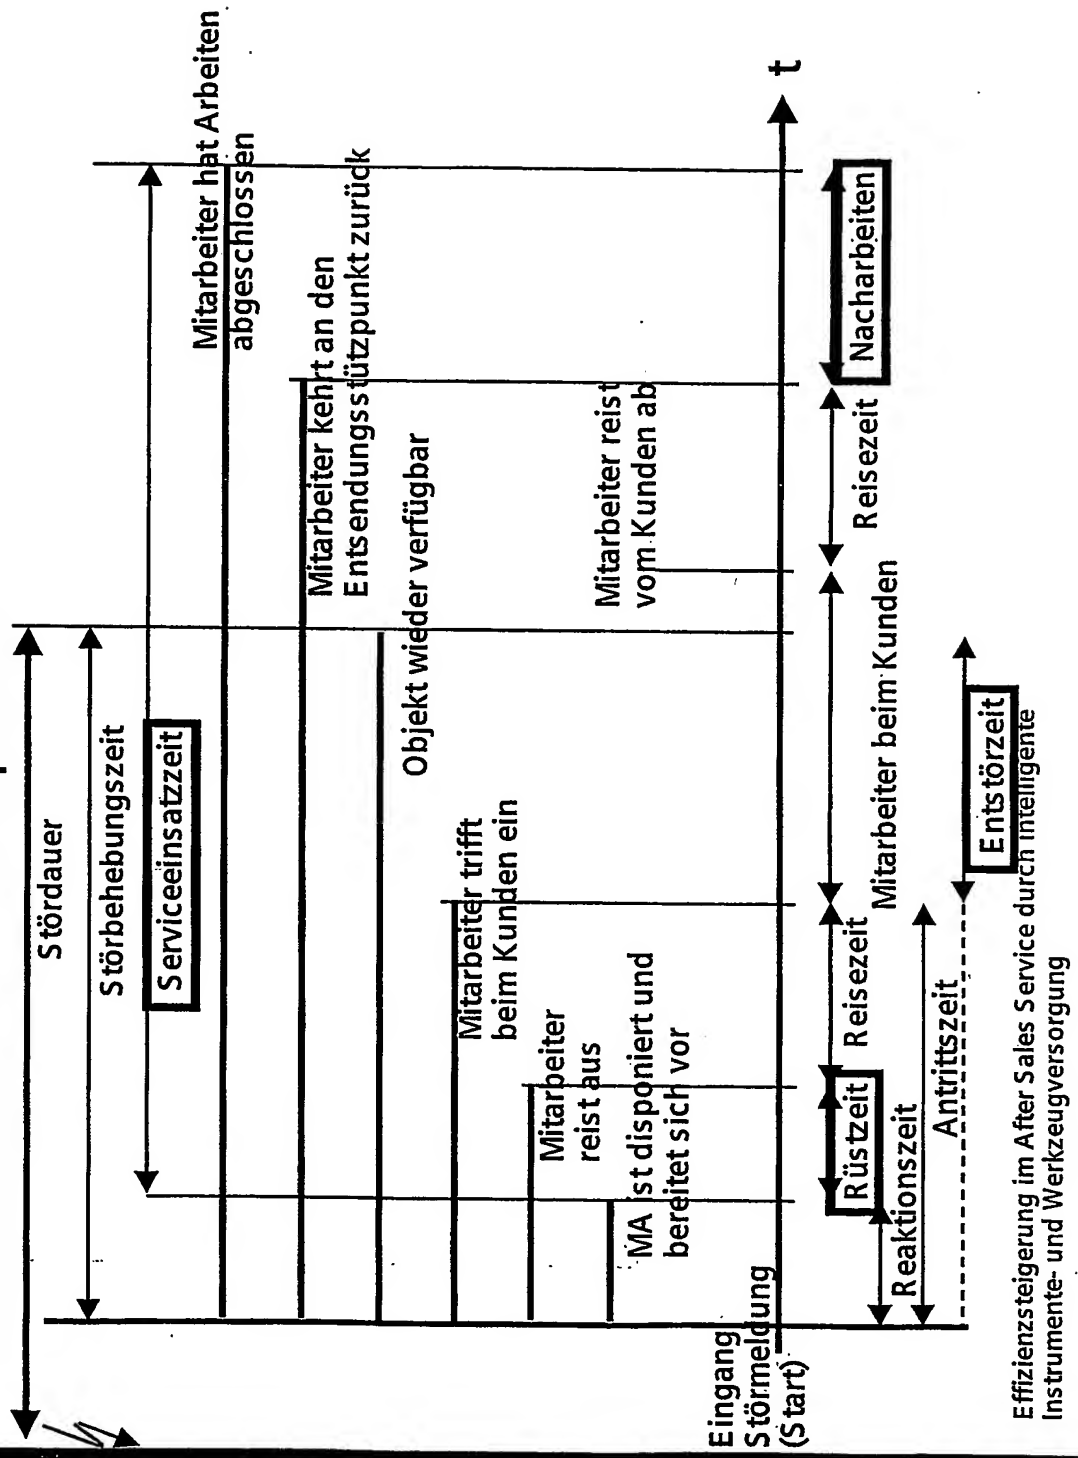 Stördauer
Störbehebungszeit
Serviceeinsatzzeit
Mitarbeiter hat Arbeiten
abgeschlossen
Mitarbeiter kehrt an den
Entsendungsstützpunkt zurück
Objekt wieder verfügbar
Mitarbeiter trifft
beim Kunden ein
Mitarbeiter
reist aus
Mitarbeiter reist
vom Kunden ab
MA ist disponiert und
bereitet sich vor
Eingang
Störmeldung
(Start)
t
Rüstzeit
Reisezeit
Mitarbeiter beim Kunden
Reisezeit
Nacharbeiten
Reaktionszeit
Antrittszeit
Entstörzeit
Effizienzsteigerung im After Sales Service durch intelligente
Instrumente- und Werkzeugversorgung